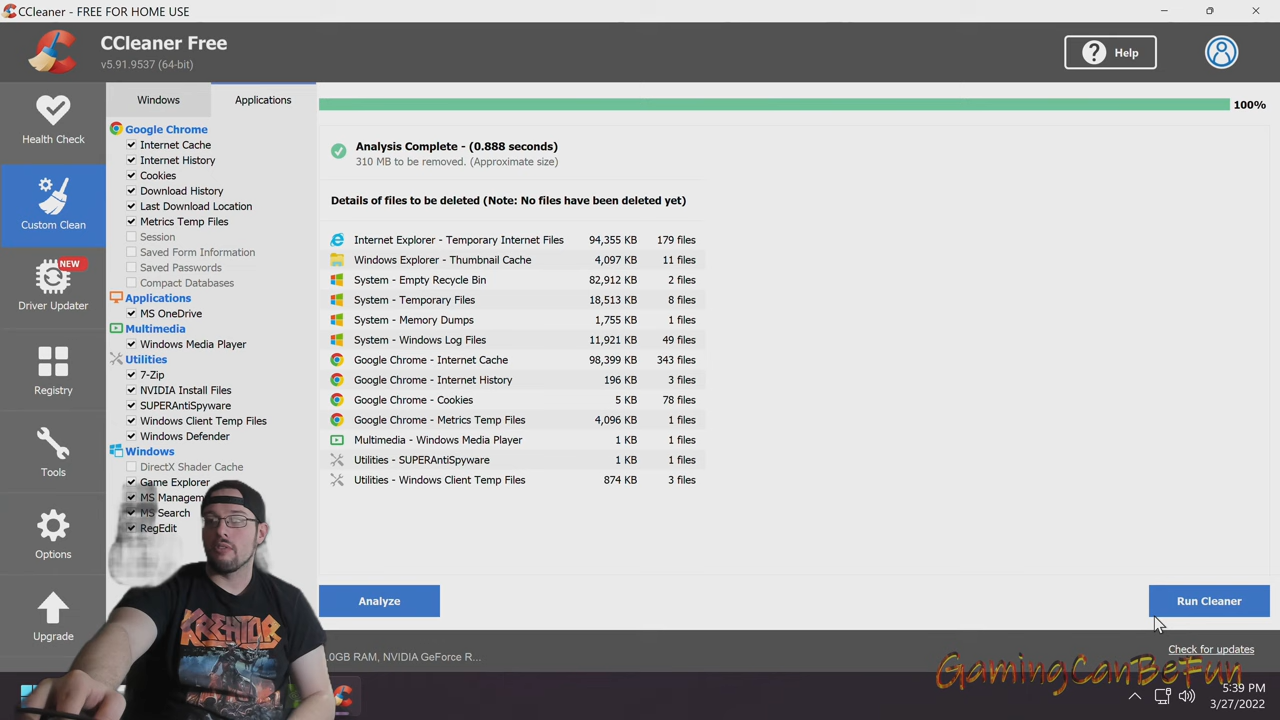 CCleaner - FREE FOR HOME USE
CCleaner Free
v5.91.9537 (64-bit)
Help
Health Check
Custom Clean
NEW
Driver Updater
Registry
Tools
Options
Upgrade
Windows
Applications
Google Chrome
Internet Cache
Internet History
Cookies
Download History
Last Download Location
Metrics Temp Files
Session
Saved Form Information
Saved Passwords
Compact Databases
Applications
MS OneDrive
Multimedia
Windows Media Player
Utilities
7-Zip
NVIDIA Install Files
SUPERAntiSpyware
Windows Client Temp Files
Windows Defender
Windows
DirectX Shader Cache
Game Explorer
MS Managem
MS Search
RegEdit
100%
Analysis Complete - (0.888 seconds)
310 MB to be removed. (Approximate size)
Details of files to be deleted (Note: No files have been deleted yet)
Internet Explorer - Temporary Internet Files 94,355 KB 179 files
Windows Explorer - Thumbnail Cache 4,097 KB 11 files
System - Empty Recycle Bin 82,912 KB 2 files
System - Temporary Files 18,513 KB 8 files
System - Memory Dumps 1,755 KB 1 files
System - Windows Log Files 11,921 KB 49 files
Google Chrome - Internet Cache 98,399 KB 343 files
Google Chrome - Internet History 196 KB 3 files
Google Chrome - Cookies 5 KB 78 files
Google Chrome - Metrics Temp Files 4,096 KB 1 files
Multimedia - Windows Media Player 1 KB 1 files
Utilities - SUPERAntiSpyware 1 KB 1 files
Utilities - Windows Client Temp Files 874 KB 3 files
Analyze
Run Cleaner
.0GB RAM, NVIDIA GeForce R...
Check for updates
KREATOR
GamingCanBeFun
5:39 PM
3/27/2022